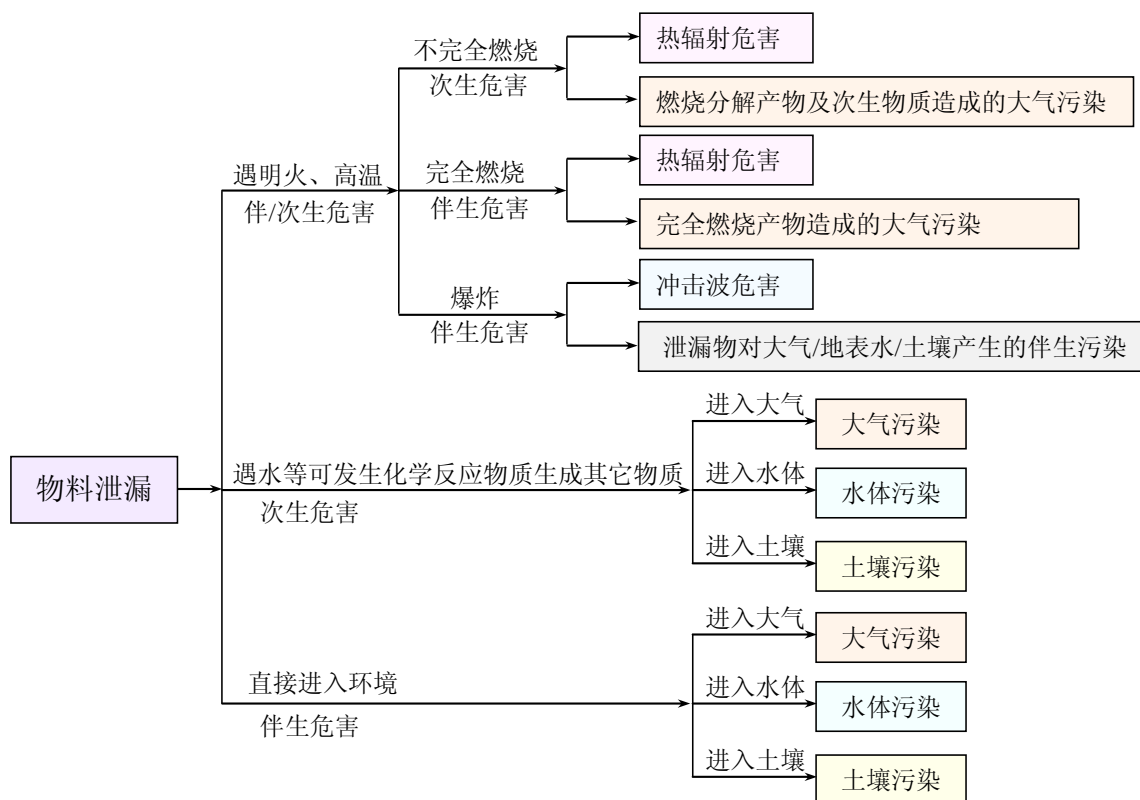 不完全燃烧
次生危害
热辐射危害
燃烧分解产物及次生物质造成的大气污染
遇明火、高温
伴/次生危害
完全燃烧
伴生危害
热辐射危害
完全燃烧产物造成的大气污染
爆炸
伴生危害
冲击波危害
泄漏物对大气/地表水/土壤产生的伴生污染
物料泄漏
遇水等可发生化学反应物质生成其它物质
次生危害
进入大气
大气污染
进入水体
水体污染
进入土壤
土壤污染
直接进入环境
伴生危害
进入大气
大气污染
进入水体
水体污染
进入土壤
土壤污染